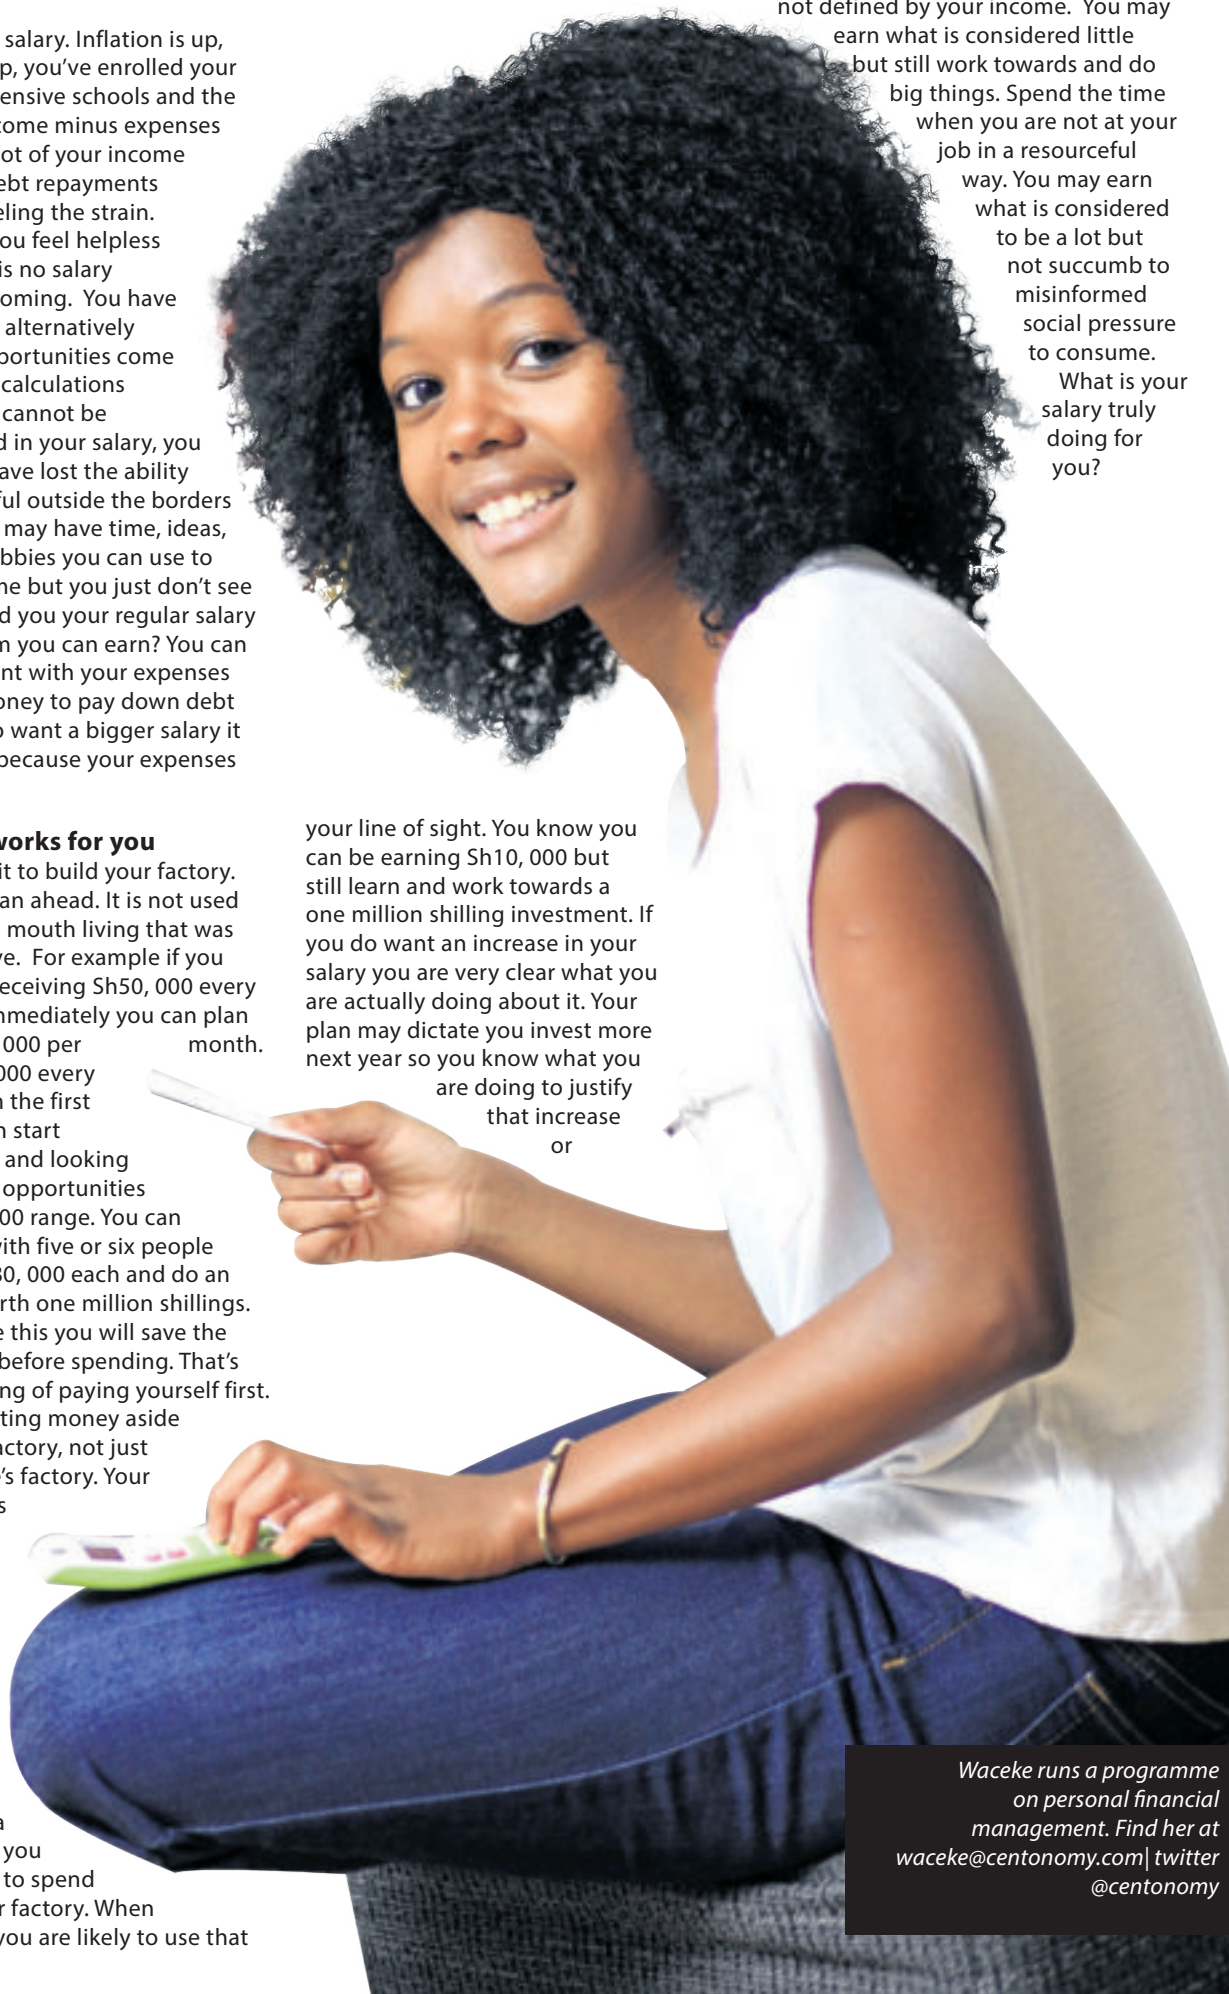 salary. Inflation is up,
p, you've enrolled your
ensive schools and the
come minus expenses
ot of your income
ebt repayments
eling the strain.
ou feel helpless
is no salary
oming. You have
alternatively
portunities come
calculations
cannot be
d in your salary, you
ave lost the ability
ful outside the borders
may have time, ideas,
bbies you can use to
me but you just don't see
d you your regular salary
m you can earn? You can
nt with your expenses
oney to pay down debt
o want a bigger salary it
because your expenses
works for you
it to build your factory.
an ahead. It is not used
mouth living that was
ve. For example if you
eceiving Sh50, 000 every
mmediately you can plan
000 per month.
000 every
n the first
n start
and looking
opportunities
00 range. You can
with five or six people
30, 000 each and do an
rth one million shillings.
e this you will save the
before spending. That's
ng of paying yourself first.
ting money aside
actory, not just
's factory. Your
s
a
you
to spend
r factory. When
you are likely to use that
your line of sight. You know you
can be earning Sh10, 000 but
still learn and work towards a
one million shilling investment. If
you do want an increase in your
salary you are very clear what you
are actually doing about it. Your
plan may dictate you invest more
next year so you know what you
are doing to justify
that increase
or
not defined by your income. You may
earn what is considered little
but still work towards and do
big things. Spend the time
when you are not at your
job in a resourceful
way. You may earn
what is considered
to be a lot but
not succumb to
misinformed
social pressure
to consume.
What is your
salary truly
doing for
you?
Waceke runs a programme
on personal financial
management. Find her at
waceke@centonomy.com| twitter
@centonomy